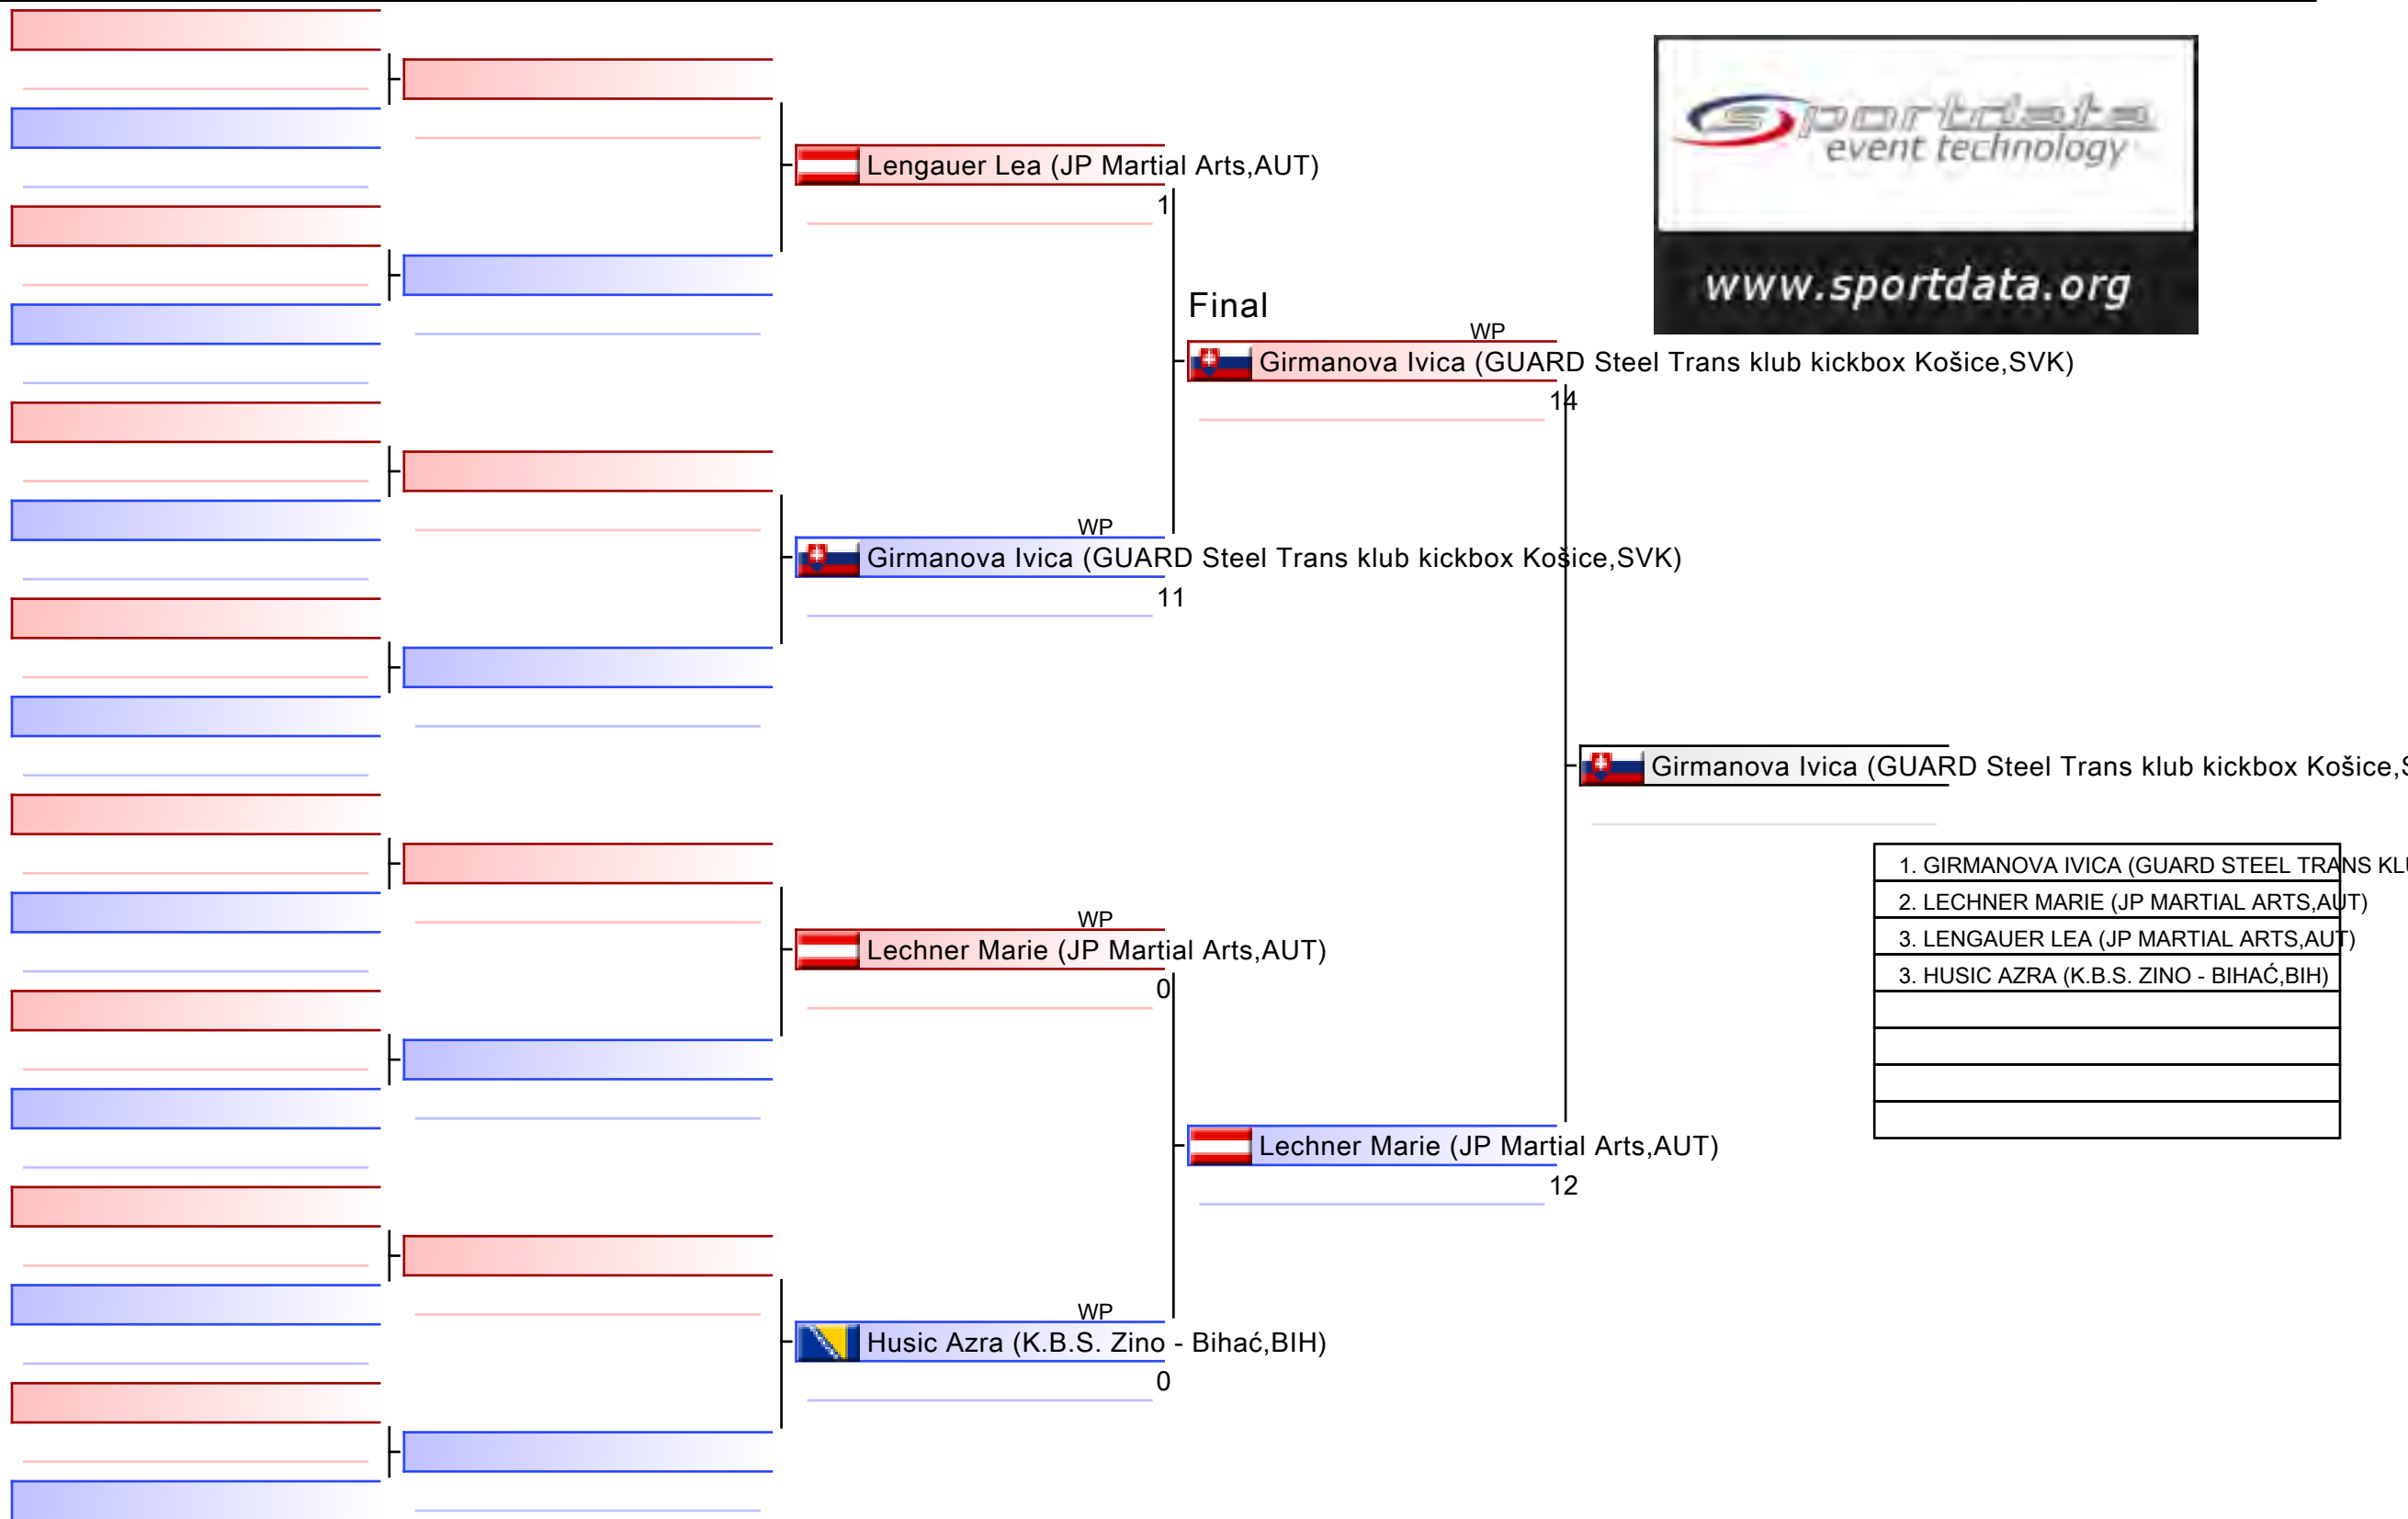 sportdata
event technology
www.sportdata.org
Lengauer Lea (JP Martial Arts,AUT)
1
Final
WP
Girmanova Ivica (GUARD Steel Trans klub kickbox Košice,SVK)
14
WP
Girmanova Ivica (GUARD Steel Trans klub kickbox Košice,SVK)
11
Girmanova Ivica (GUARD Steel Trans klub kickbox Košice,S
1. GIRMANOVA IVICA (GUARD STEEL TRANS KLU
2. LECHNER MARIE (JP MARTIAL ARTS,AUT)
3. LENGAUER LEA (JP MARTIAL ARTS,AUT)
3. HUSIC AZRA (K.B.S. ZINO - BIHAĆ,BIH)
WP
Lechner Marie (JP Martial Arts,AUT)
0
Lechner Marie (JP Martial Arts,AUT)
12
WP
Husic Azra (K.B.S. Zino - Bihać,BIH)
0